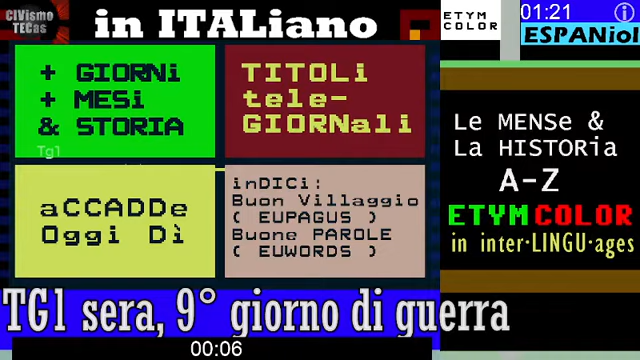 CIVismo
TECas
in ITALiano
ETYM
COLOR
01:21
ESPANiol
+ GIORNi
+ MESi
& STORIA
Tg1
TITOLi
tele-
GIORNali
Le MENSe &
La HISTORia
A-Z
ETYMCOLOR
in inter·LINGU·ages
aCCADDe
Oggi Dì
inDICi:
Buon Villaggio
( EUPAGUS )
Buone PAROLE
( EUWORDS )
TG1 sera, 9° giorno di guerra
00:06